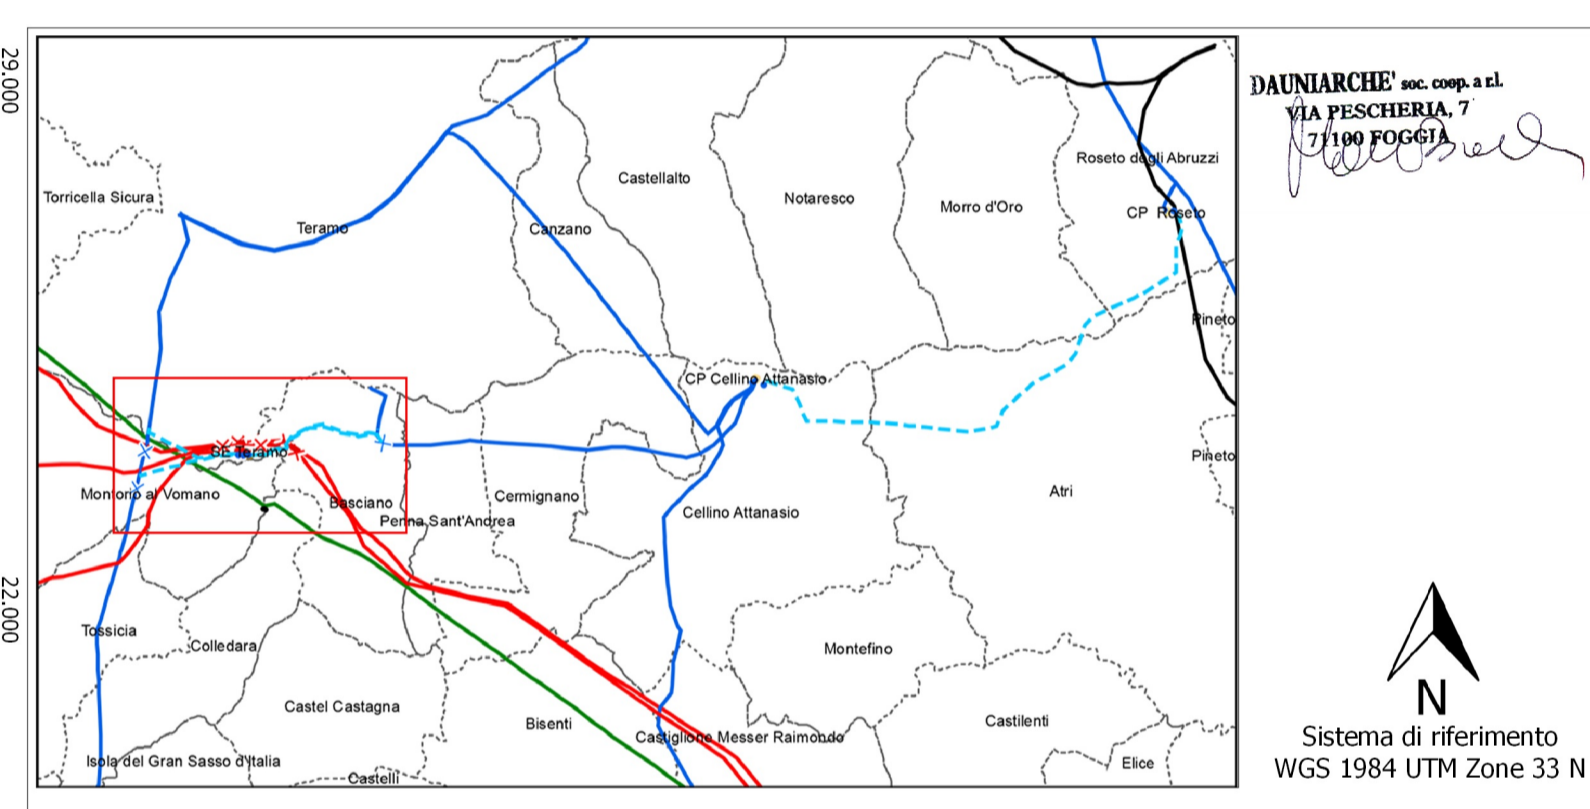 29.000
22.000
Torricella Sicura
Teramo
Canzano
Castellalto
Notaresco
Morro d'Oro
Roseto degli Abruzzi
CP Roseto
Pineto
CP Cellino Attanasio
SE Teramo
Montorio al Vomano
Basciano
Penna Sant'Andrea
Cermignano
Cellino Attanasio
Atri
Pineto
Tossicia
Colledara
Castel Castagna
Bisenti
Montefino
Castiglione Messer Raimondo
Castilenti
Elice
Isola del Gran Sasso d'Italia
Castelli
DAUNIARCHE' soc. coop. a r.l.
VIA PESCHERIA, 7
71100 FOGGIA
N
Sistema di riferimento
WGS 1984 UTM Zone 33 N